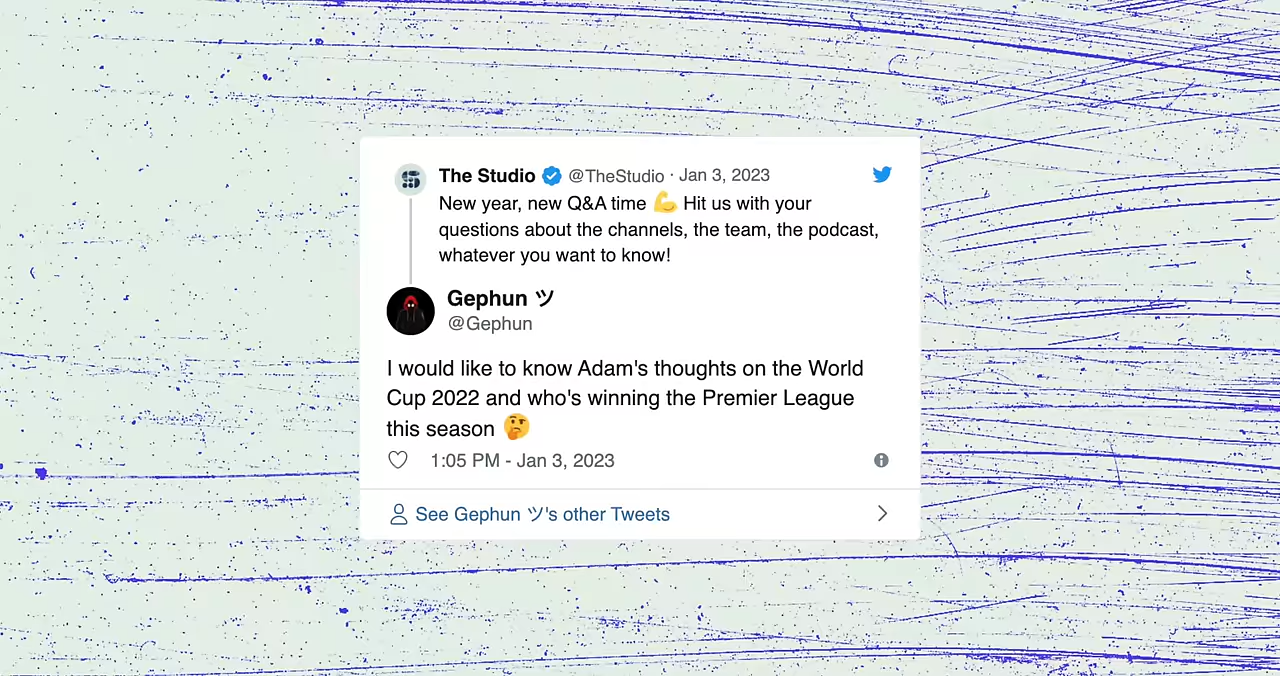 The Studio @TheStudio · Jan 3, 2023
New year, new Q&A time 💪 Hit us with your
questions about the channels, the team, the podcast,
whatever you want to know!
Gephun ツ
@Gephun
I would like to know Adam's thoughts on the World
Cup 2022 and who's winning the Premier League
this season 🤔
1:05 PM - Jan 3, 2023
See Gephun ツ's other Tweets